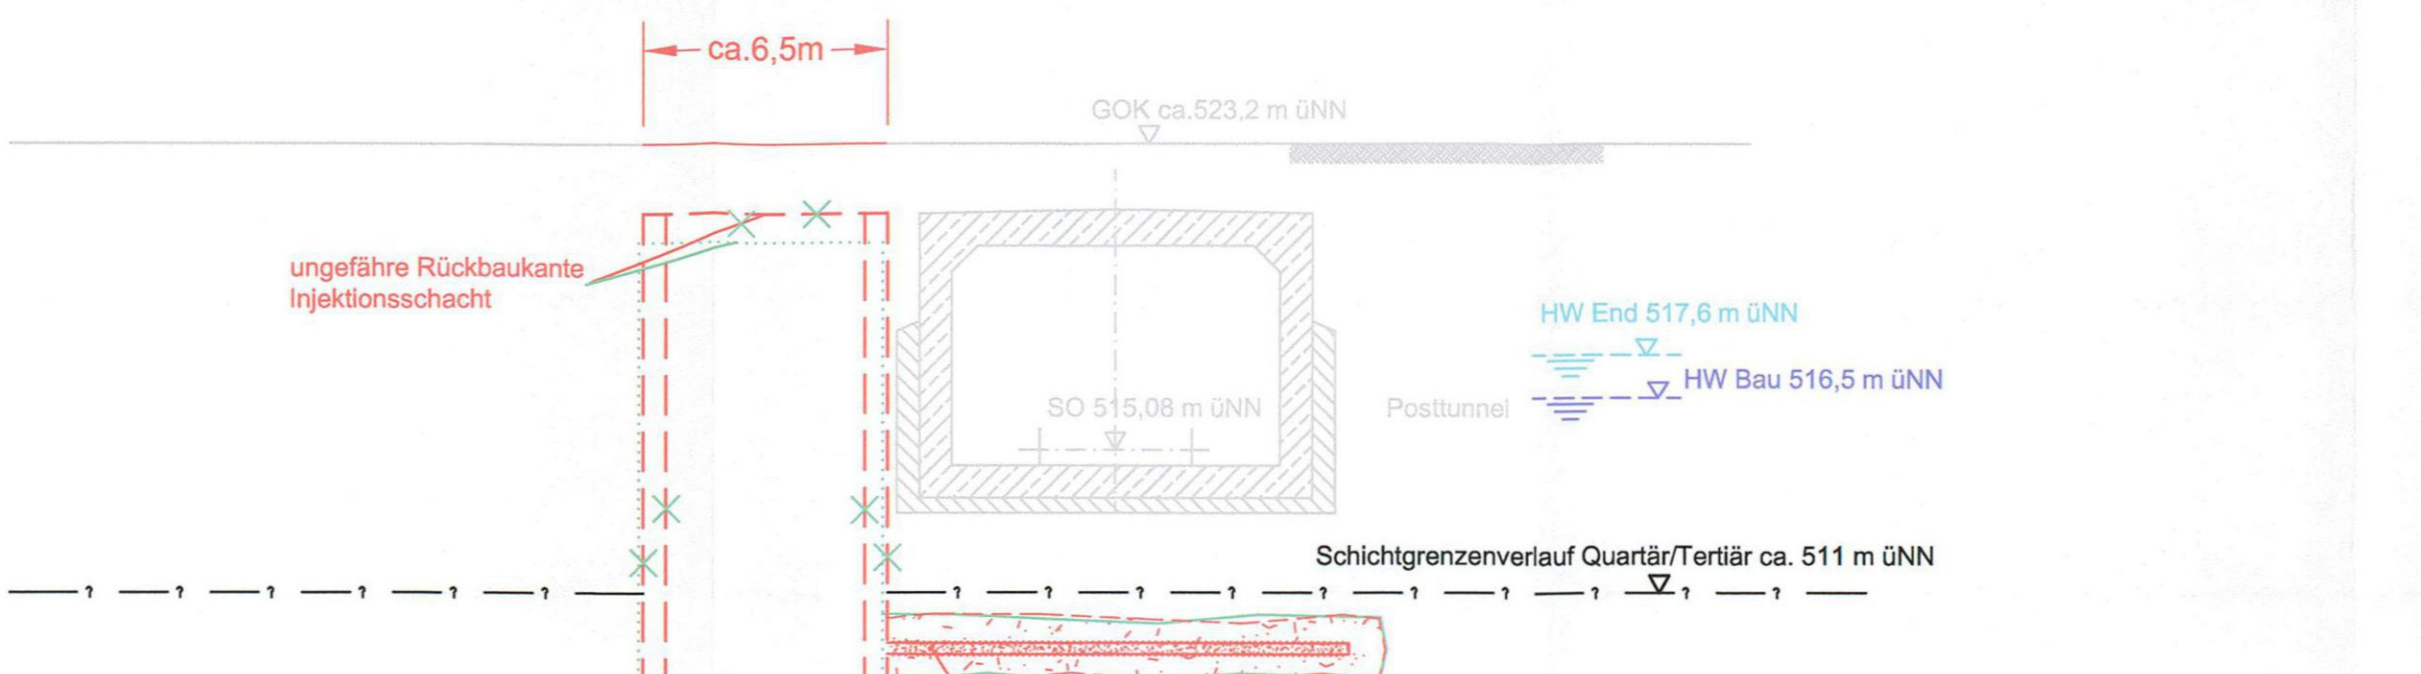 ca.6,5m
GOK ca.523,2 m üNN
ungefähre Rückbaukante
Injektionsschacht
HW End 517,6 m üNN
HW Bau 516,5 m üNN
SO 515,08 m üNN
Posttunnel
Schichtgrenzenverlauf Quartär/Tertiär ca. 511 m üNN
? ? ? ? ? ? ? ? ? ? ? ? ? ? ? ?